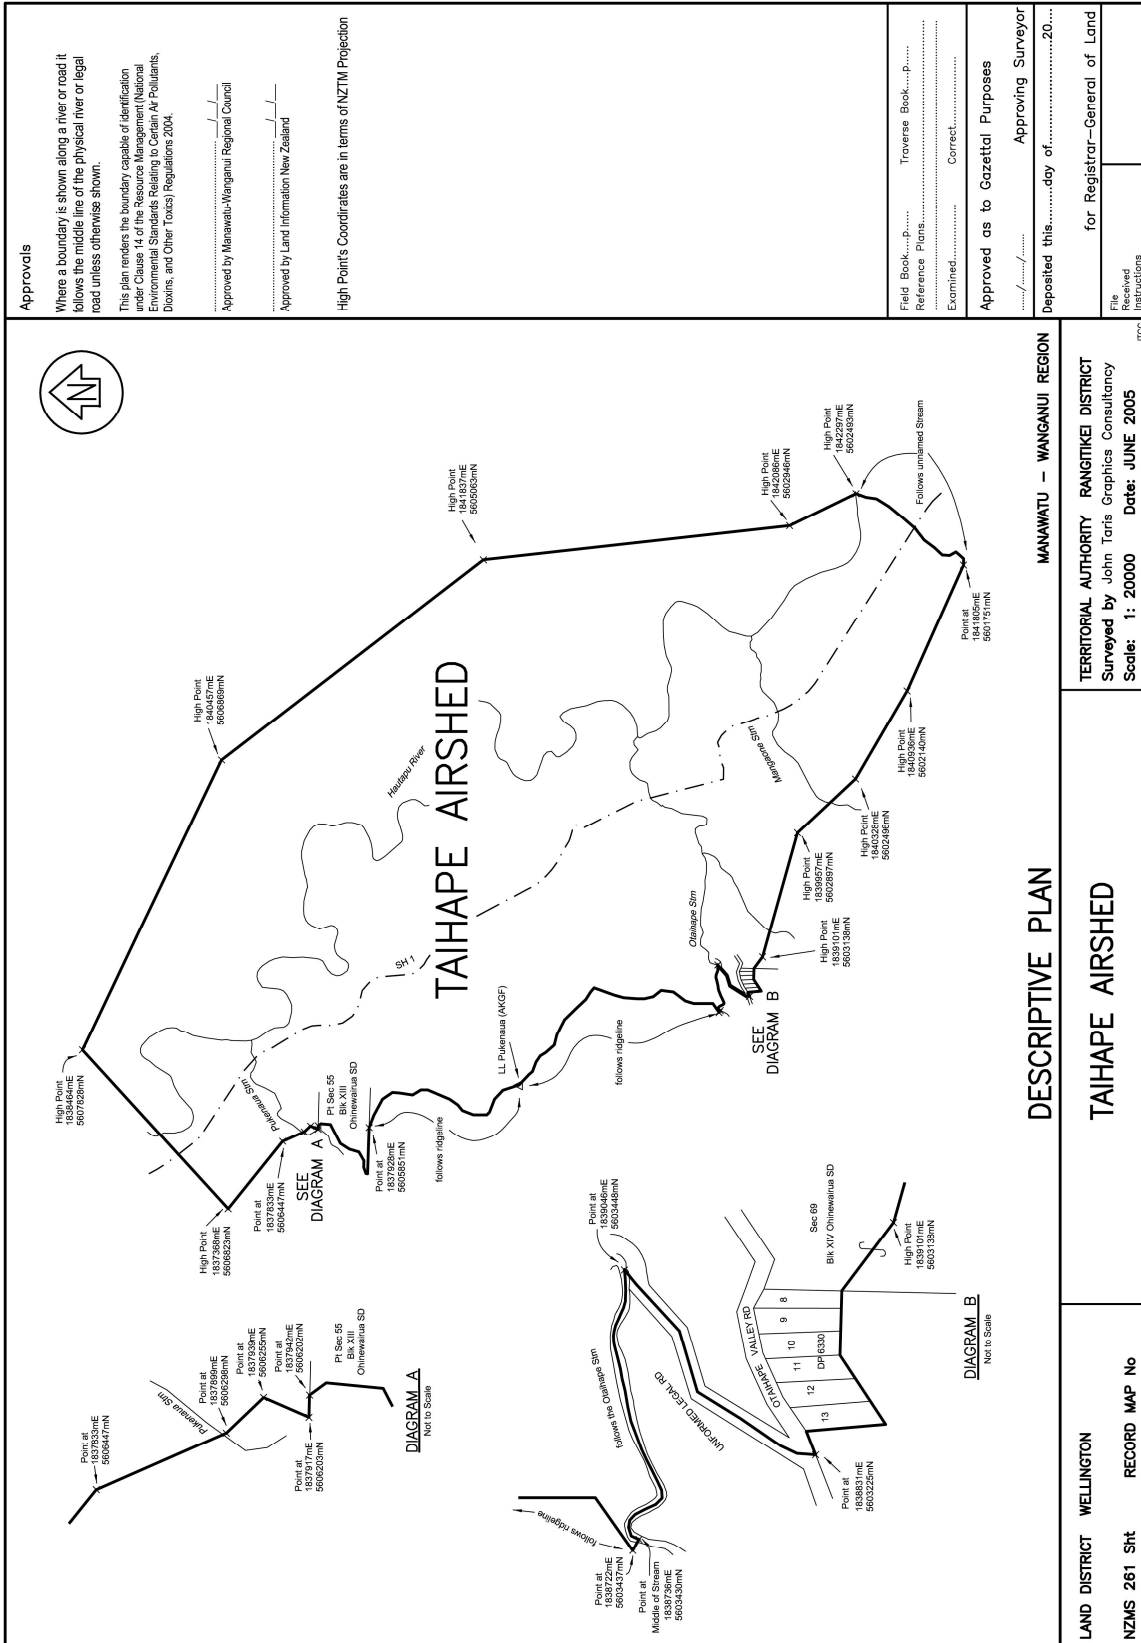 Approvals
Where a boundary is shown along a river or road it
follows the middle line of the physical river or legal
road unless otherwise shown.
This plan renders the boundary capable of identification
under Clause 14 of the Resource Management (National
Environmental Standards Relating to Certain Air Pollutants,
Dioxins, and Other Toxics) Regulations 2004.
............................................../__/__
Approved by Manawatu-Wanganui Regional Council
............................................../__/__
Approved by Land Information New Zealand
High Point's Coordinates are in terms of NZTM Projection
Field Book.....p...... Traverse Book.....p......
Reference Plans.......................................
Examined............... Correct...............
Approved as to Gazettal Purposes
....../....../...... Approving Surveyor
Deposited this.........day of.....................20....
for Registrar-General of Land
File
Received
Instructions
N
High Point
1838464mE
5607828mN
High Point
1840457mE
5606869mN
High Point
1841837mE
5605063mN
High Point
1842086mE
5602946mN
High Point
1842297mE
5602493mN
Follows unnamed Stream
Point at
1841805mE
5601751mN
High Point
1840936mE
5602140mN
High Point
1840328mE
5602496mN
High Point
1839957mE
5602897mN
High Point
1839101mE
5603138mN
Hautapu River
TAIHAPE AIRSHED
SH 1
Mangaone Stm
Otaihape Stm
Pukenaua Stm
High Point
1837368mE
5606823mN
Point at
1837833mE
5606447mN
SEE
DIAGRAM A
Pt Sec 55
Blk XIII
Ohinewairua SD
Point at
1837928mE
5605851mN
follows ridgeline
LL Pukenaua (AKGF)
follows ridgeline
SEE
DIAGRAM B
Point at
1837833mE
5606447mN
Pukenaua Stm
Point at
1837899mE
5606298mN
Point at
1837939mE
5606255mN
Point at
1837942mE
5606202mN
Point at
1837917mE
5606203mN
Pt Sec 55
Blk XIII
Ohinewairua SD
DIAGRAM A
Not to Scale
follows ridgeline
Point at
1838722mE
5603437mN
Point at
Middle of Stream
1838736mE
5603430mN
follows the Otaihape Stm
Point at
1839046mE
5603448mN
UNFORMED LEGAL RD
OTAIHAPE VALLEY RD
Point at
1838831mE
5603225mN
13
12
11
10
9
8
DP 6330
Sec 69
Blk XIV Ohinewairua SD
High Point
1839101mE
5603138mN
DIAGRAM B
Not to Scale
DESCRIPTIVE PLAN
MANAWATU - WANGANUI REGION
LAND DISTRICT WELLINGTON
NZMS 261 Sht RECORD MAP No
TAIHAPE AIRSHED
TERRITORIAL AUTHORITY RANGITIKEI DISTRICT
Surveyed by John Taris Graphics Consultancy
Scale: 1: 20000 Date: JUNE 2005